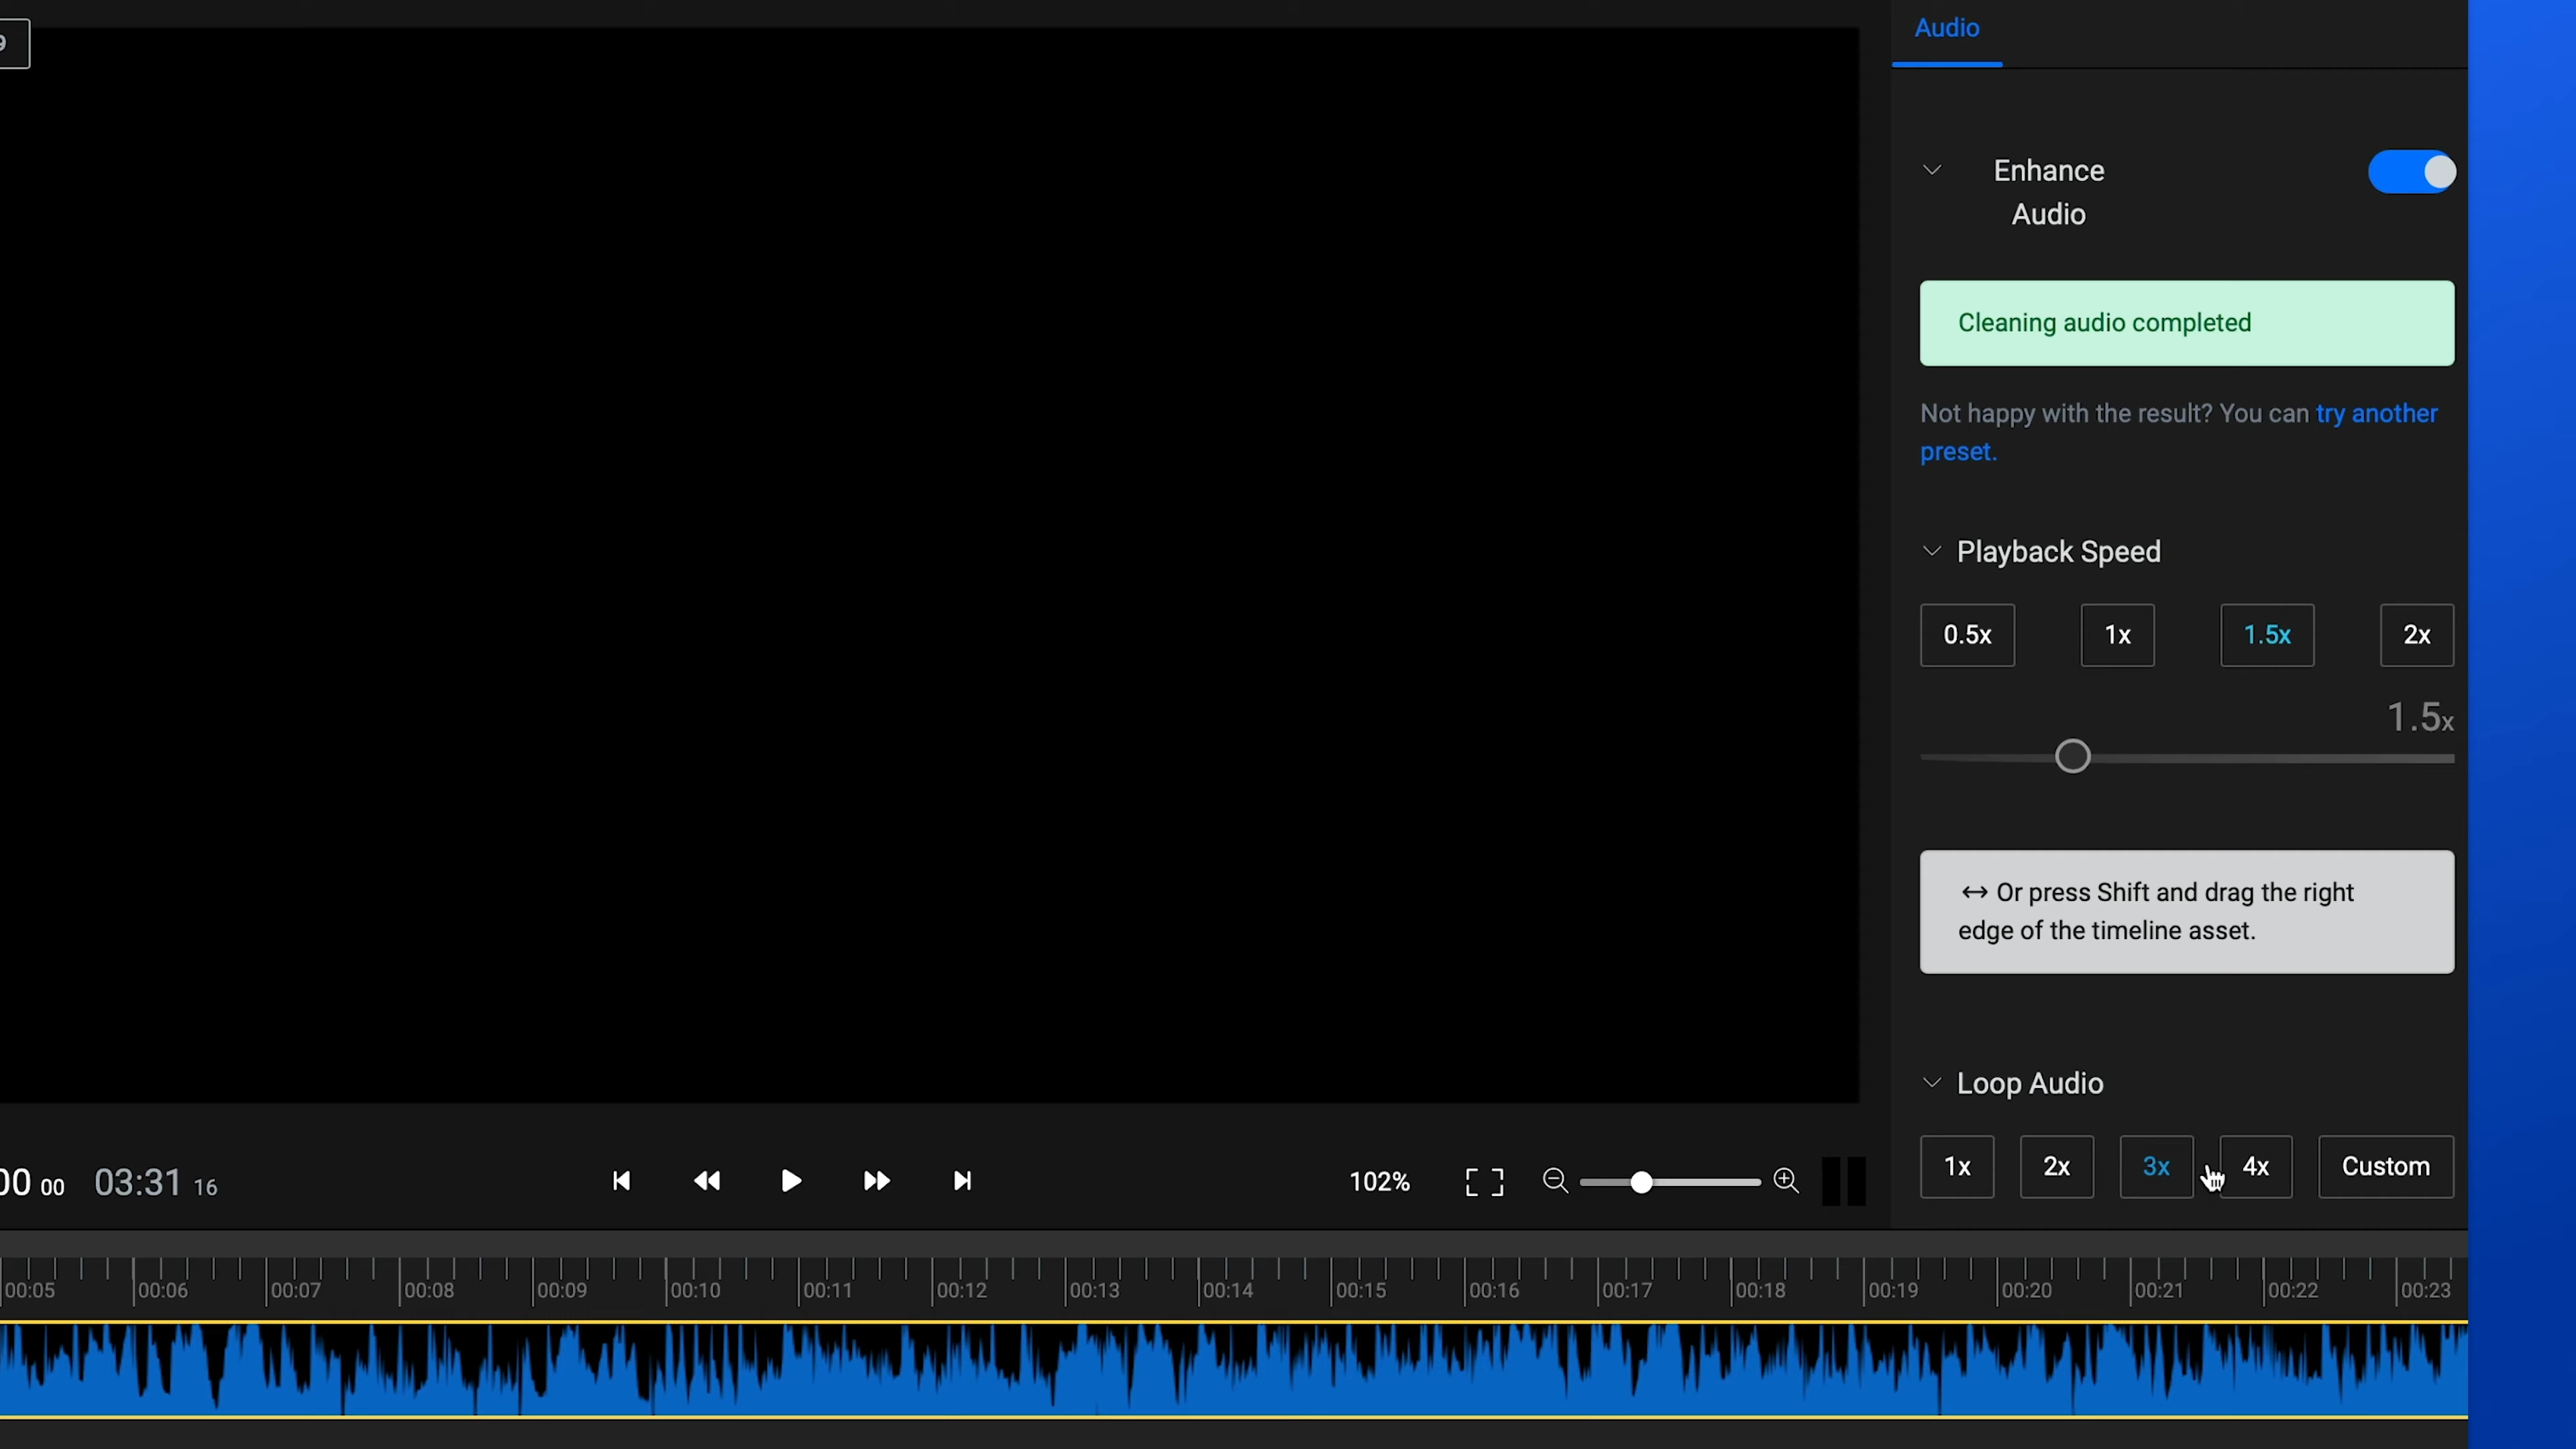 9
Audio
Enhance
Audio
Cleaning audio completed
Not happy with the result? You can try another
preset.
Playback Speed
0.5x 1x 1.5x 2x
1.5x
Or press Shift and drag the right
edge of the timeline asset.
Loop Audio
1x 2x 3x 4x Custom
00 00 03:31 16 102%
00:05 00:06 00:07 00:08 00:09 00:10 00:11 00:12 00:13 00:14 00:15 00:16 00:17 00:18 00:19 00:20 00:21 00:22 00:23